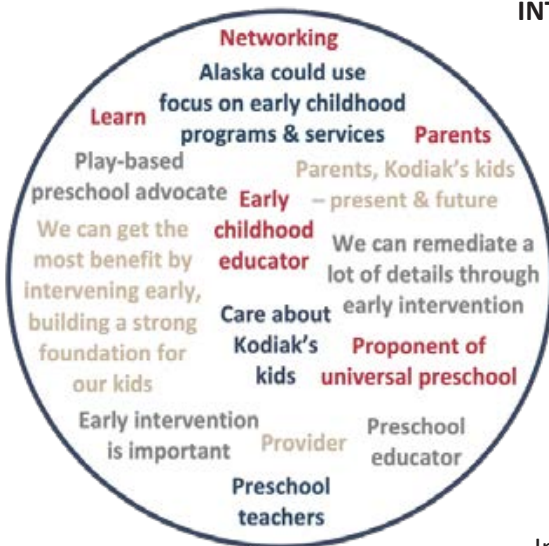 INT
Networking
Alaska could use
focus on early childhood
programs & services
Learn
Parents
Play-based
preschool advocate
Parents, Kodiak's kids
– present & future
Early
childhood
educator
We can get the
most benefit by
intervening early,
building a strong
foundation for
our kids
We can remediate a
lot of details through
early intervention
Care about
Kodiak's
kids
Proponent of
universal preschool
Early intervention
is important
Provider
Preschool
educator
Preschool
teachers
In